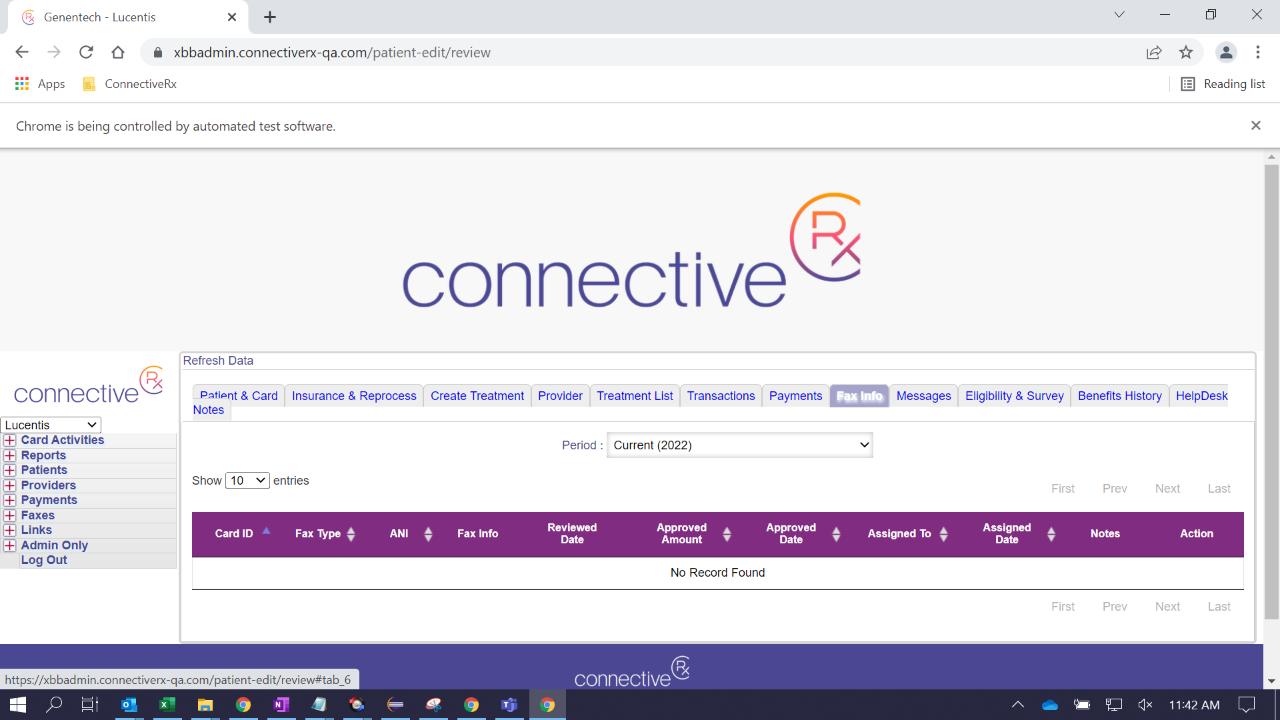 Genentech - Lucentis
xbbadmin.connectiverx-qa.com/patient-edit/review
Apps ConnectiveRx Reading list
Chrome is being controlled by automated test software.
connective Rx
connective Rx
Refresh Data
Patient & Card Insurance & Reprocess Create Treatment Provider Treatment List Transactions Payments Fax Info Messages Eligibility & Survey Benefits History HelpDesk
Notes
Lucentis
Card Activities
Reports
Patients
Providers
Payments
Faxes
Links
Admin Only
Log Out
Period : Current (2022)
Show 10 entries
First Prev Next Last
Card ID Fax Type ANI Fax Info Reviewed Date Approved Amount Approved Date Assigned To Assigned Date Notes Action
No Record Found
First Prev Next Last
connective Rx
https://xbbadmin.connectiverx-qa.com/patient-edit/review#tab_6
11:42 AM